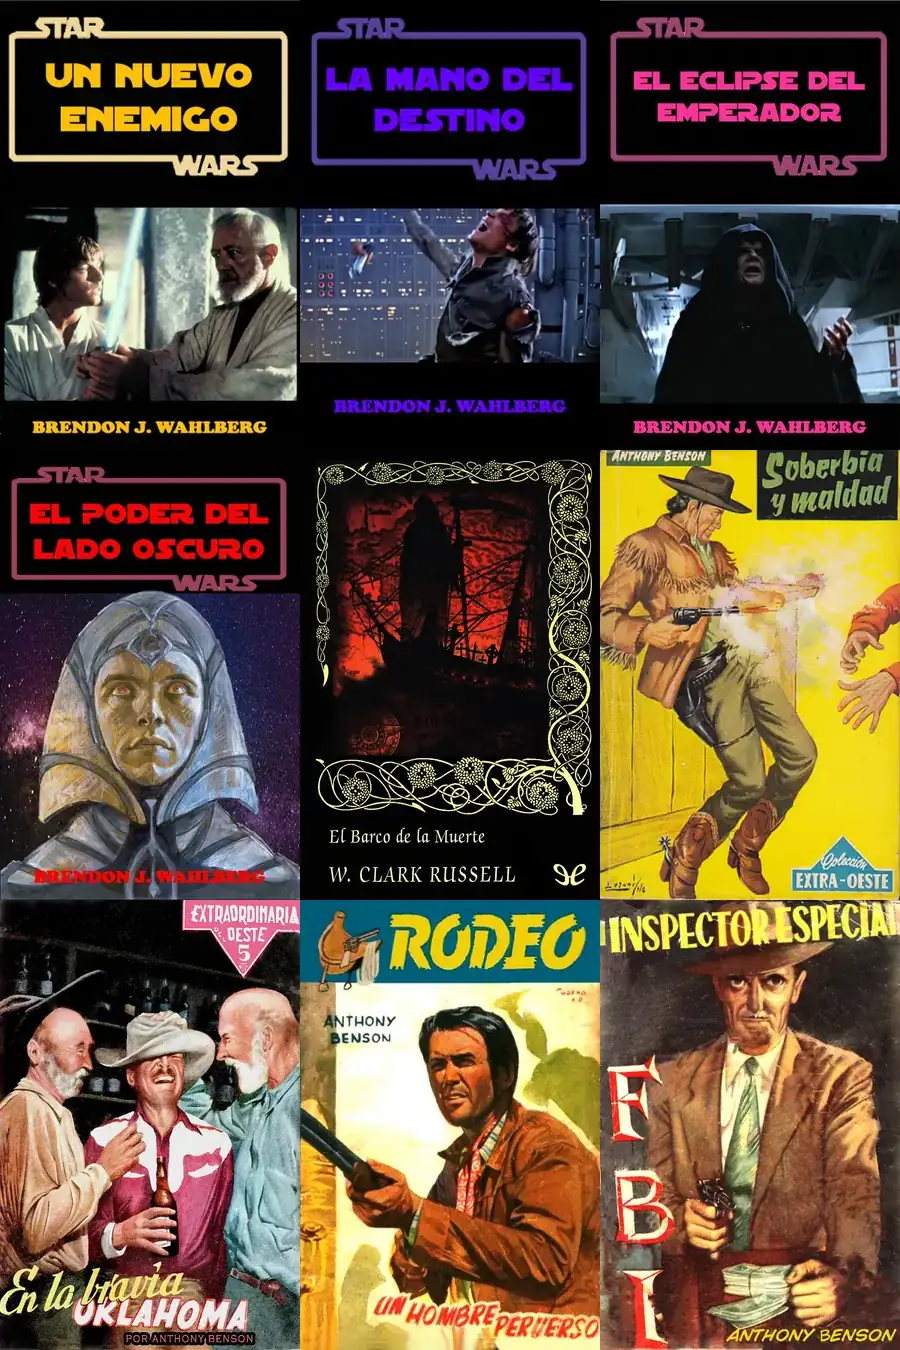 STAR
UN NUEVO
ENEMIGO
WARS
BRENDON J. WAHLBERG
STAR
LA MANO DEL
DESTINO
WARS
BRENDON J. WAHLBERG
STAR
EL ECLIPSE DEL
EMPERADOR
WARS
BRENDON J. WAHLBERG
STAR
EL PODER DEL
LADO OSCURO
WARS
BRENDON J. WAHLBERG
El Barco de la Muerte
W. CLARK RUSSELL
ANTHONY BENSON
Soberbia
y maldad
Colección
EXTRA-OESTE
EXTRAORDINARIA
DEL OESTE
5
En la bravia
OKLAHOMA
POR ANTHONY BENSON
RODEO
ANTHONY
BENSON
UN HOMBRE PERVERSO
INSPECTOR ESPECIAL
F
B
I
ANTHONY BENSON